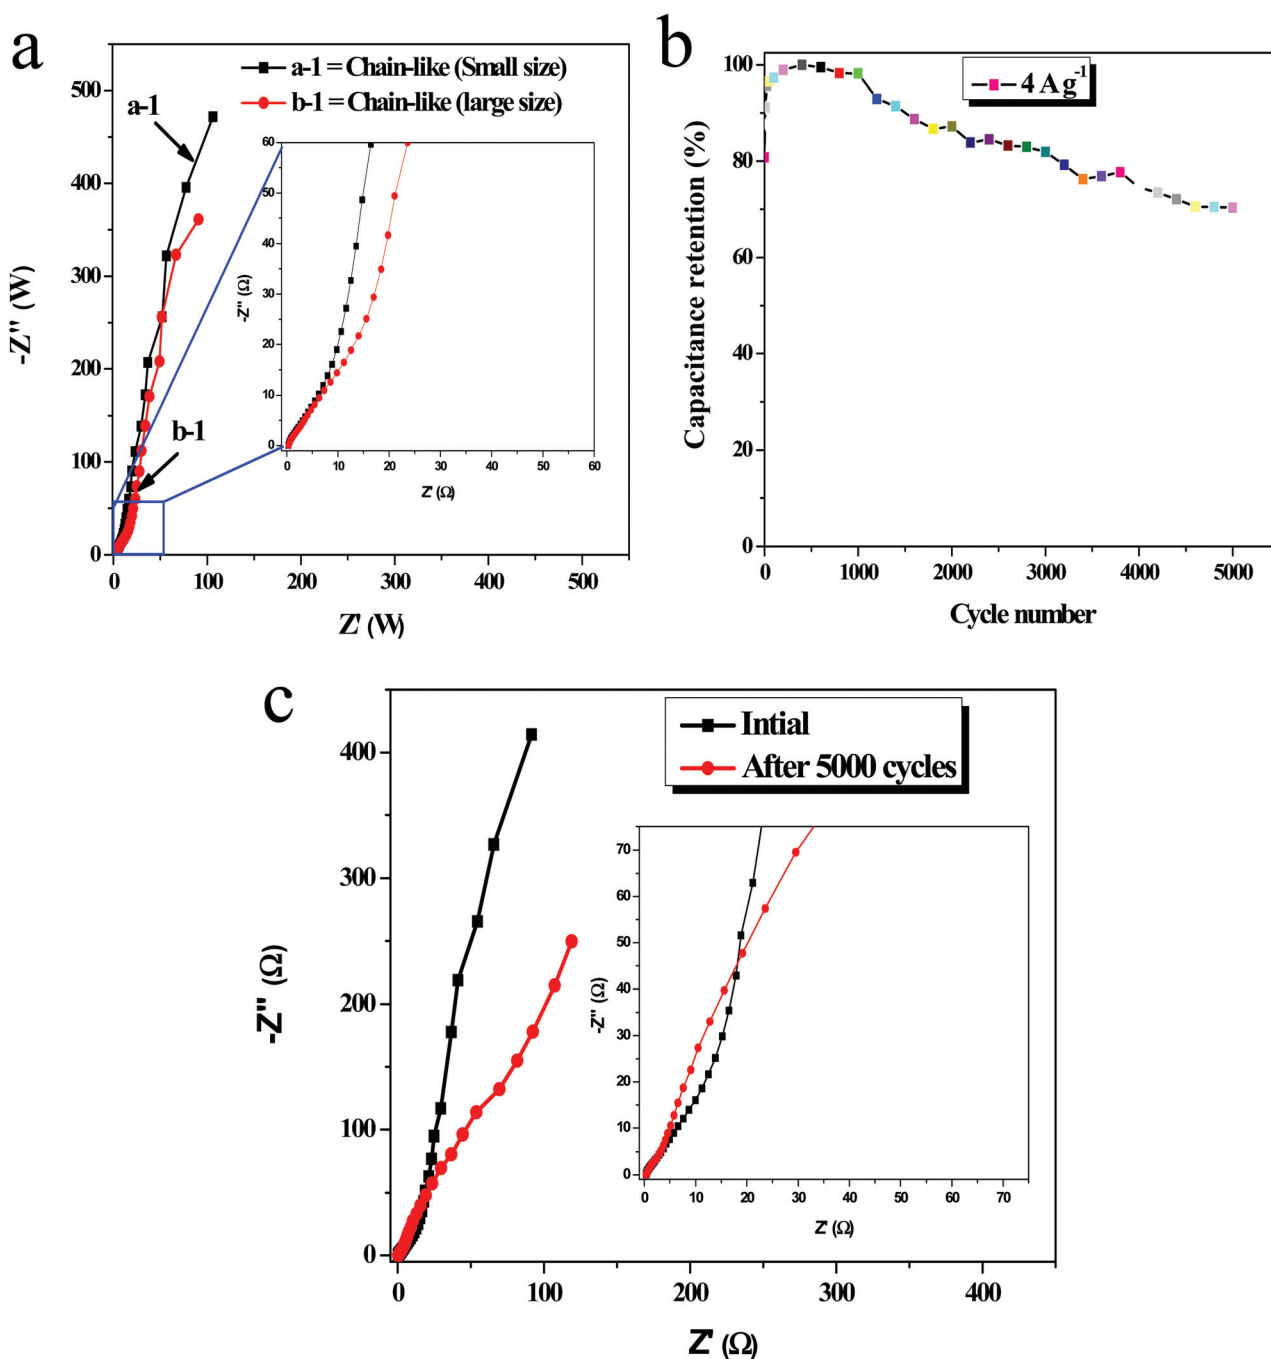 a
a-1 = Chain-like (Small size)
b-1 = Chain-like (large size)
a-1
b-1
500
400
300
200
100
0
-Z'' (W)
0 100 200 300 400 500
Z' (W)
60
50
40
30
20
10
0
-Z'' (Ω)
0 10 20 30 40 50 60
Z' (Ω)
b
4 A g-1
100
80
60
40
20
0
Capacitance retention (%)
0 1000 2000 3000 4000 5000
Cycle number
c
Intial
After 5000 cycles
400
300
200
100
0
-Z'' (Ω)
0 100 200 300 400
Z' (Ω)
70
60
50
40
30
20
10
0
-Z'' (Ω)
0 10 20 30 40 50 60 70
Z' (Ω)